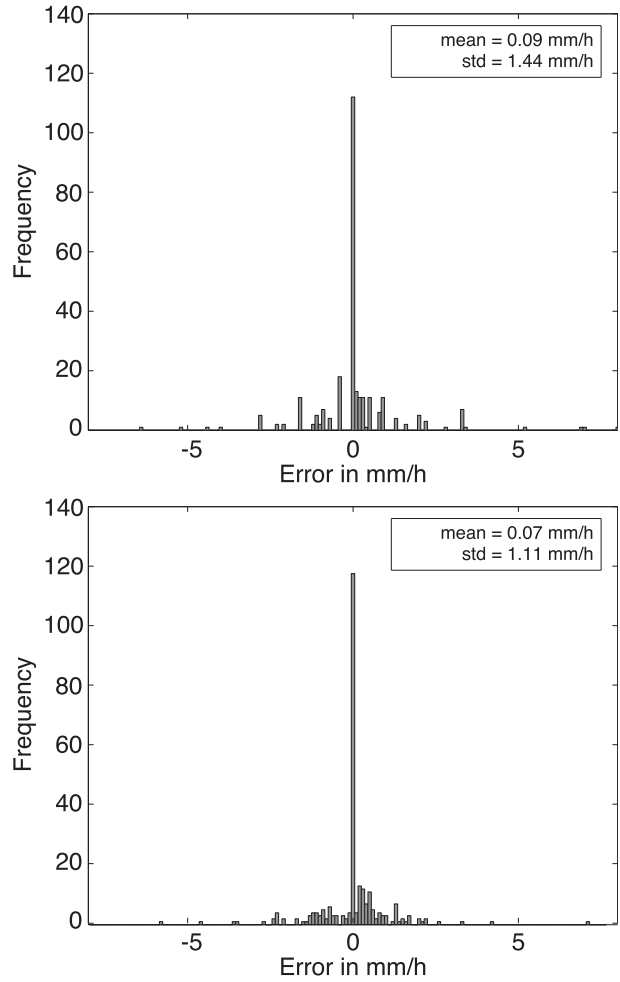 140
120
100
80
60
40
20
0
Frequency
mean = 0.09 mm/h
std = 1.44 mm/h
-5 0 5
Error in mm/h
140
120
100
80
60
40
20
0
Frequency
mean = 0.07 mm/h
std = 1.11 mm/h
-5 0 5
Error in mm/h